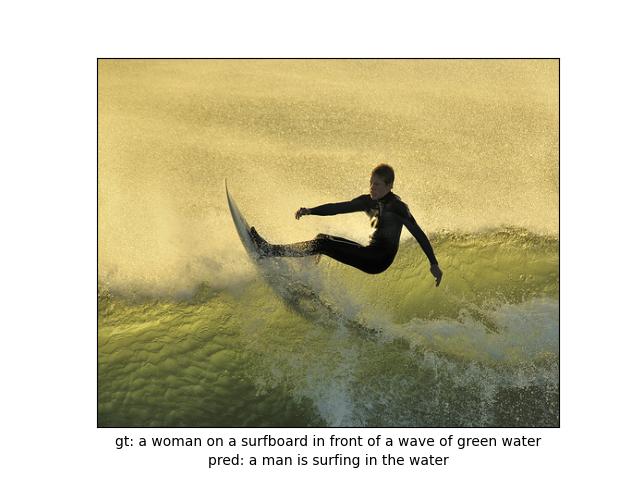 gt: a woman on a surfboard in front of a wave of green water
pred: a man is surfing in the water